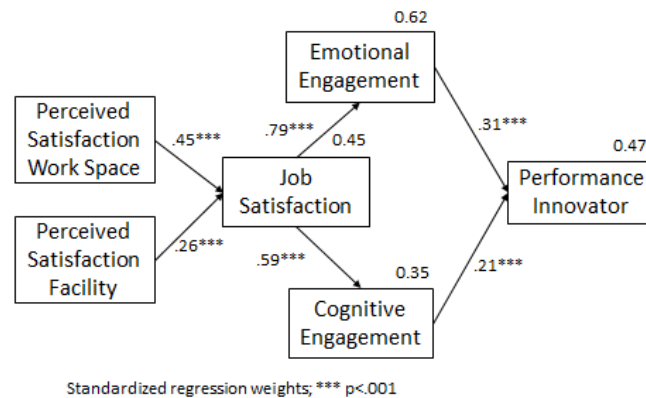 0.62
Emotional
Engagement
Perceived
Satisfaction
Work Space
.45***
.79***
0.45
.31***
0.47
Job
Satisfaction
Performance
Innovator
Perceived
Satisfaction
Facility
.26***
.59***
0.35
.21***
Cognitive
Engagement
Standardized regression weights; *** p<.001